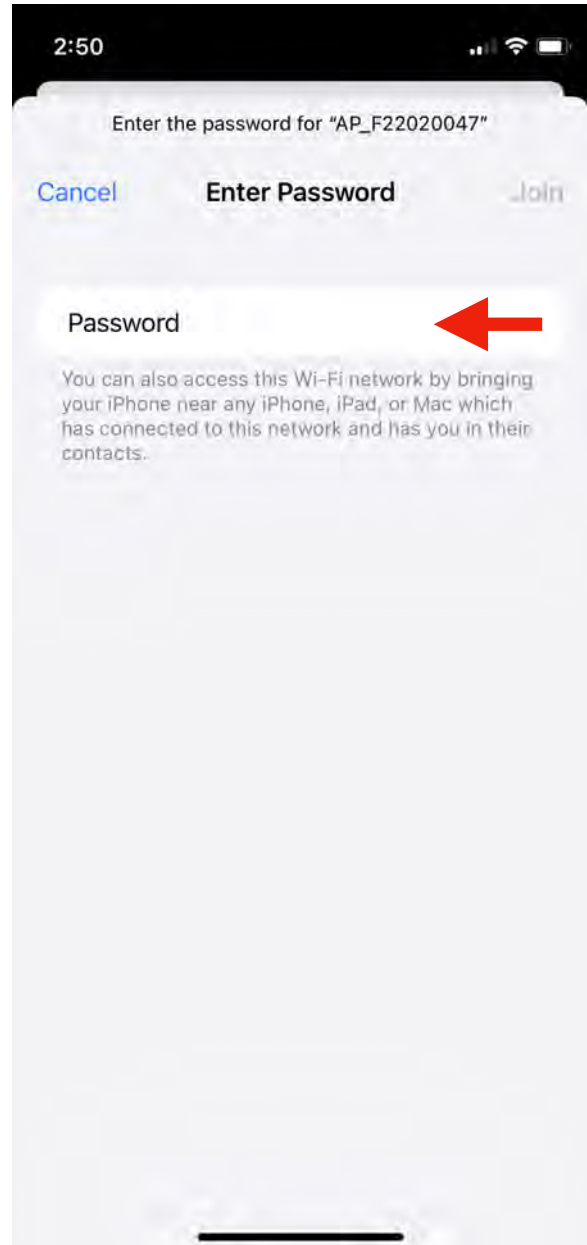 2:50
Enter the password for "AP_F22020047"
Cancel Enter Password Join
Password
You can also access this Wi-Fi network by bringing
your iPhone near any iPhone, iPad, or Mac which
has connected to this network and has you in their
contacts.